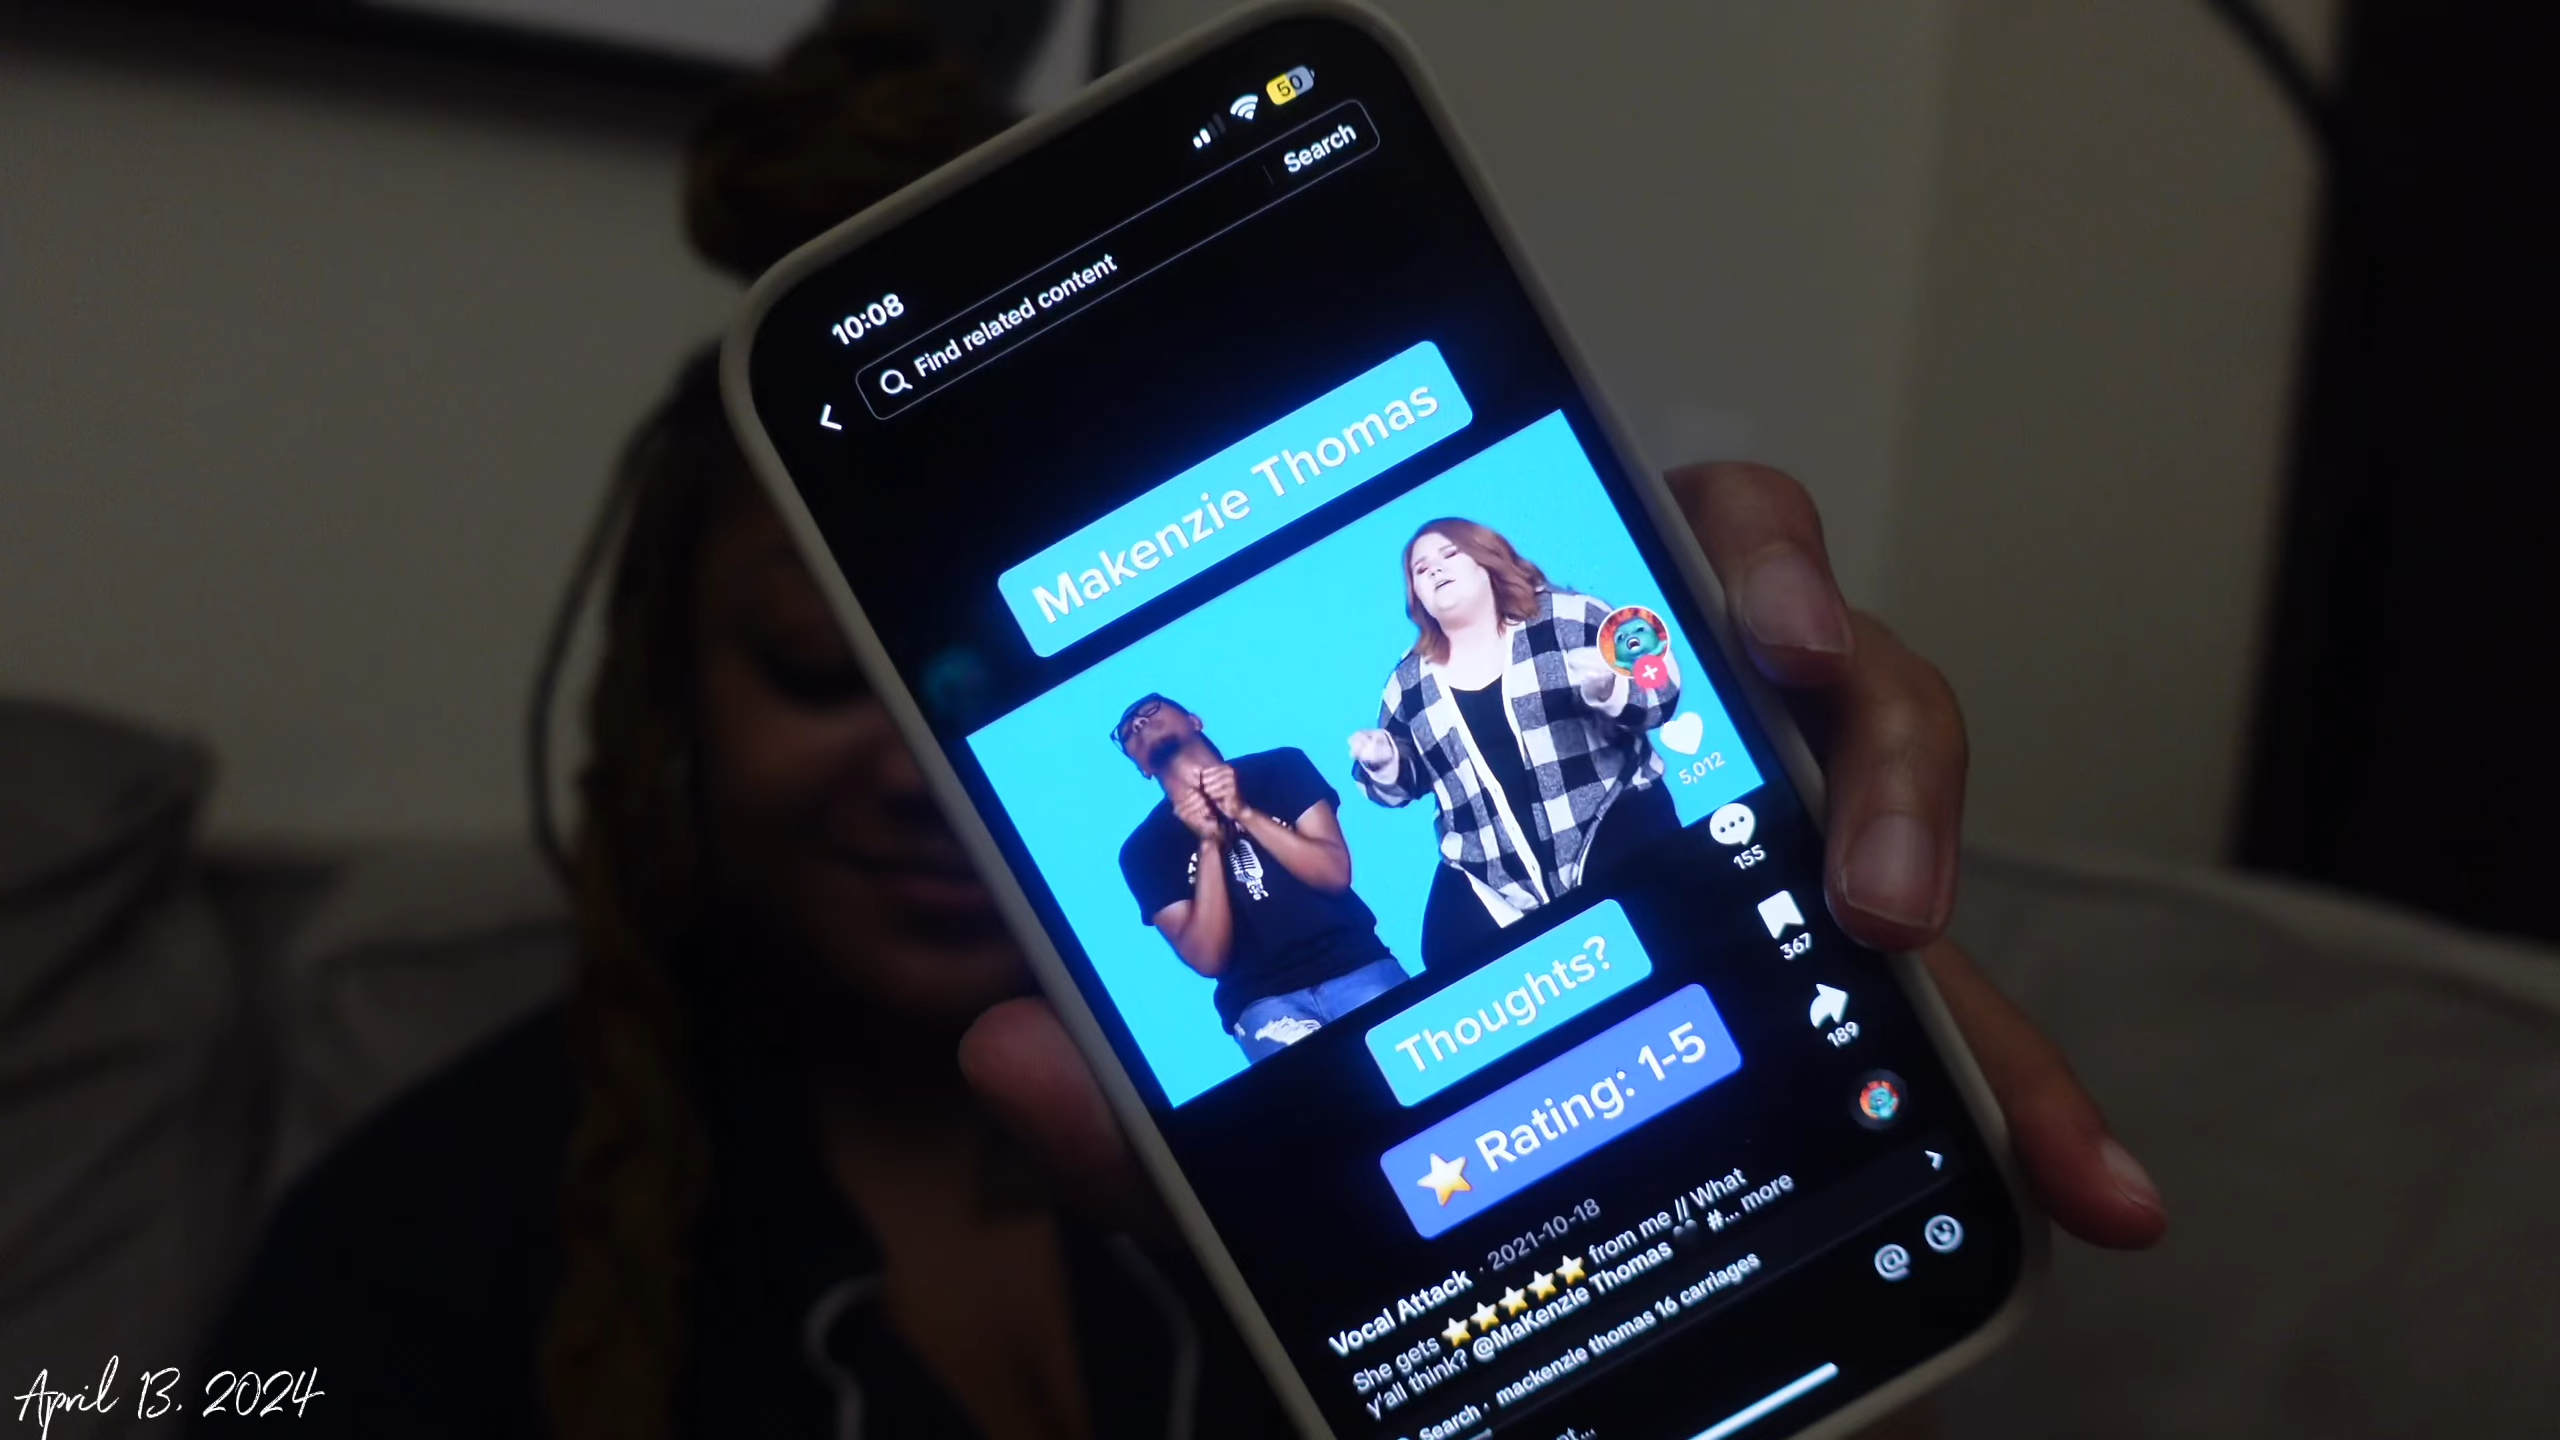 10:08
50
Find related content
Search
Makenzie Thomas
5,012
155
367
189
Thoughts?
⭐ Rating: 1-5
Vocal Attack · 2021-10-18
She gets ⭐⭐⭐⭐⭐ from me // What
y'all think? @MaKenzie Thomas 🖤 #... more
Search · mackenzie thomas 16 carriages
April 13, 2024